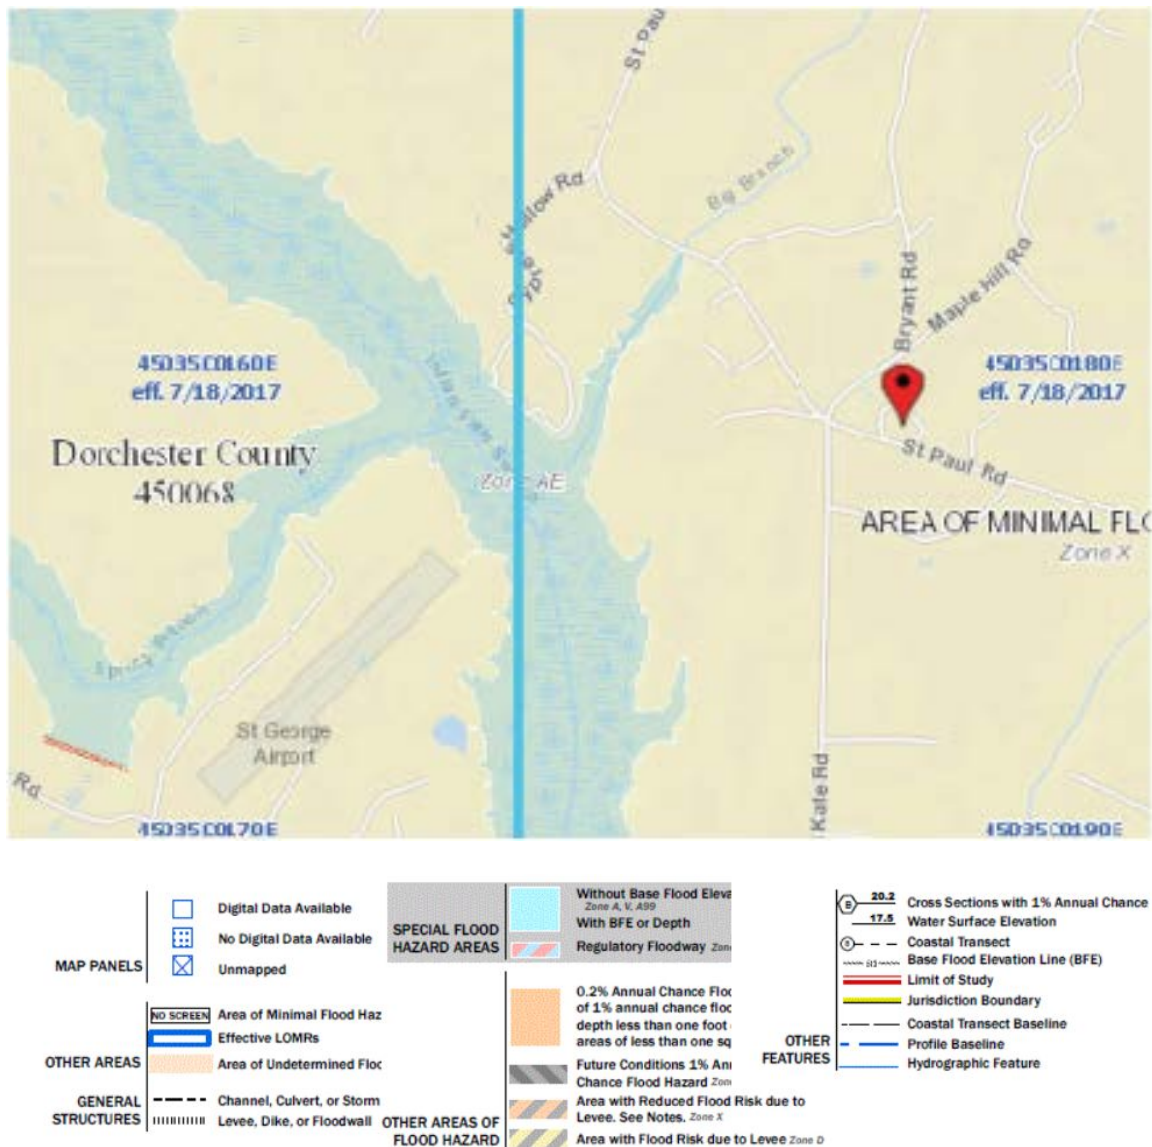 St Pau
Big Branch
Hollow Rd
Bryant Rd
Maple Hill Rd
45035C0160E
eff. 7/18/2017
45035C0180E
eff. 7/18/2017
Dorchester County
450068
Zone AE
St Paul Rd
AREA OF MINIMAL FLO
Zone X
St George
Airport
Rd
Kate Rd
45035C0170E
45035C0190E
MAP PANELS
Digital Data Available
No Digital Data Available
Unmapped
OTHER AREAS
NO SCREEN Area of Minimal Flood Haz
Effective LOMRs
Area of Undetermined Floo
GENERAL
STRUCTURES
Channel, Culvert, or Storm
Levee, Dike, or Floodwall
SPECIAL FLOOD
HAZARD AREAS
Without Base Flood Eleva
Zone A, V, A99
With BFE or Depth
Regulatory Floodway Zone
OTHER AREAS OF
FLOOD HAZARD
0.2% Annual Chance Floo
of 1% annual chance floo
depth less than one foot
areas of less than one sq
Future Conditions 1% Ann
Chance Flood Hazard Zone
Area with Reduced Flood Risk due to
Levee. See Notes. Zone X
Area with Flood Risk due to Levee Zone D
OTHER
FEATURES
B 20.2 Cross Sections with 1% Annual Chance
17.5 Water Surface Elevation
8 Coastal Transect
513 Base Flood Elevation Line (BFE)
Limit of Study
Jurisdiction Boundary
Coastal Transect Baseline
Profile Baseline
Hydrographic Feature